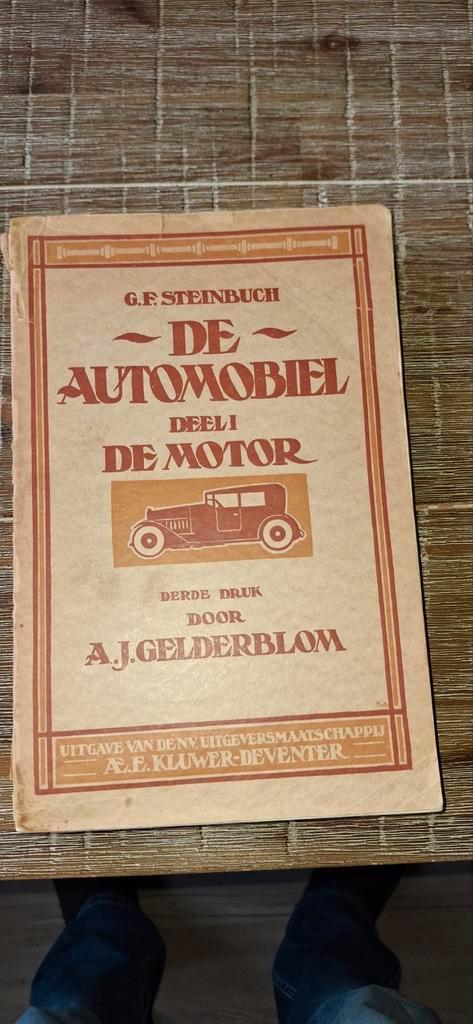 G.F. STEINBUCH
~ DE ~
AUTOMOBIEL
DEEL I
DE MOTOR
DERDE DRUK
DOOR
A.J. GELDERBLOM
UITGAVE VAN DE N.V. UITGEVERSMAATSCHAPPIJ
Æ.E. KLUWER-DEVENTER